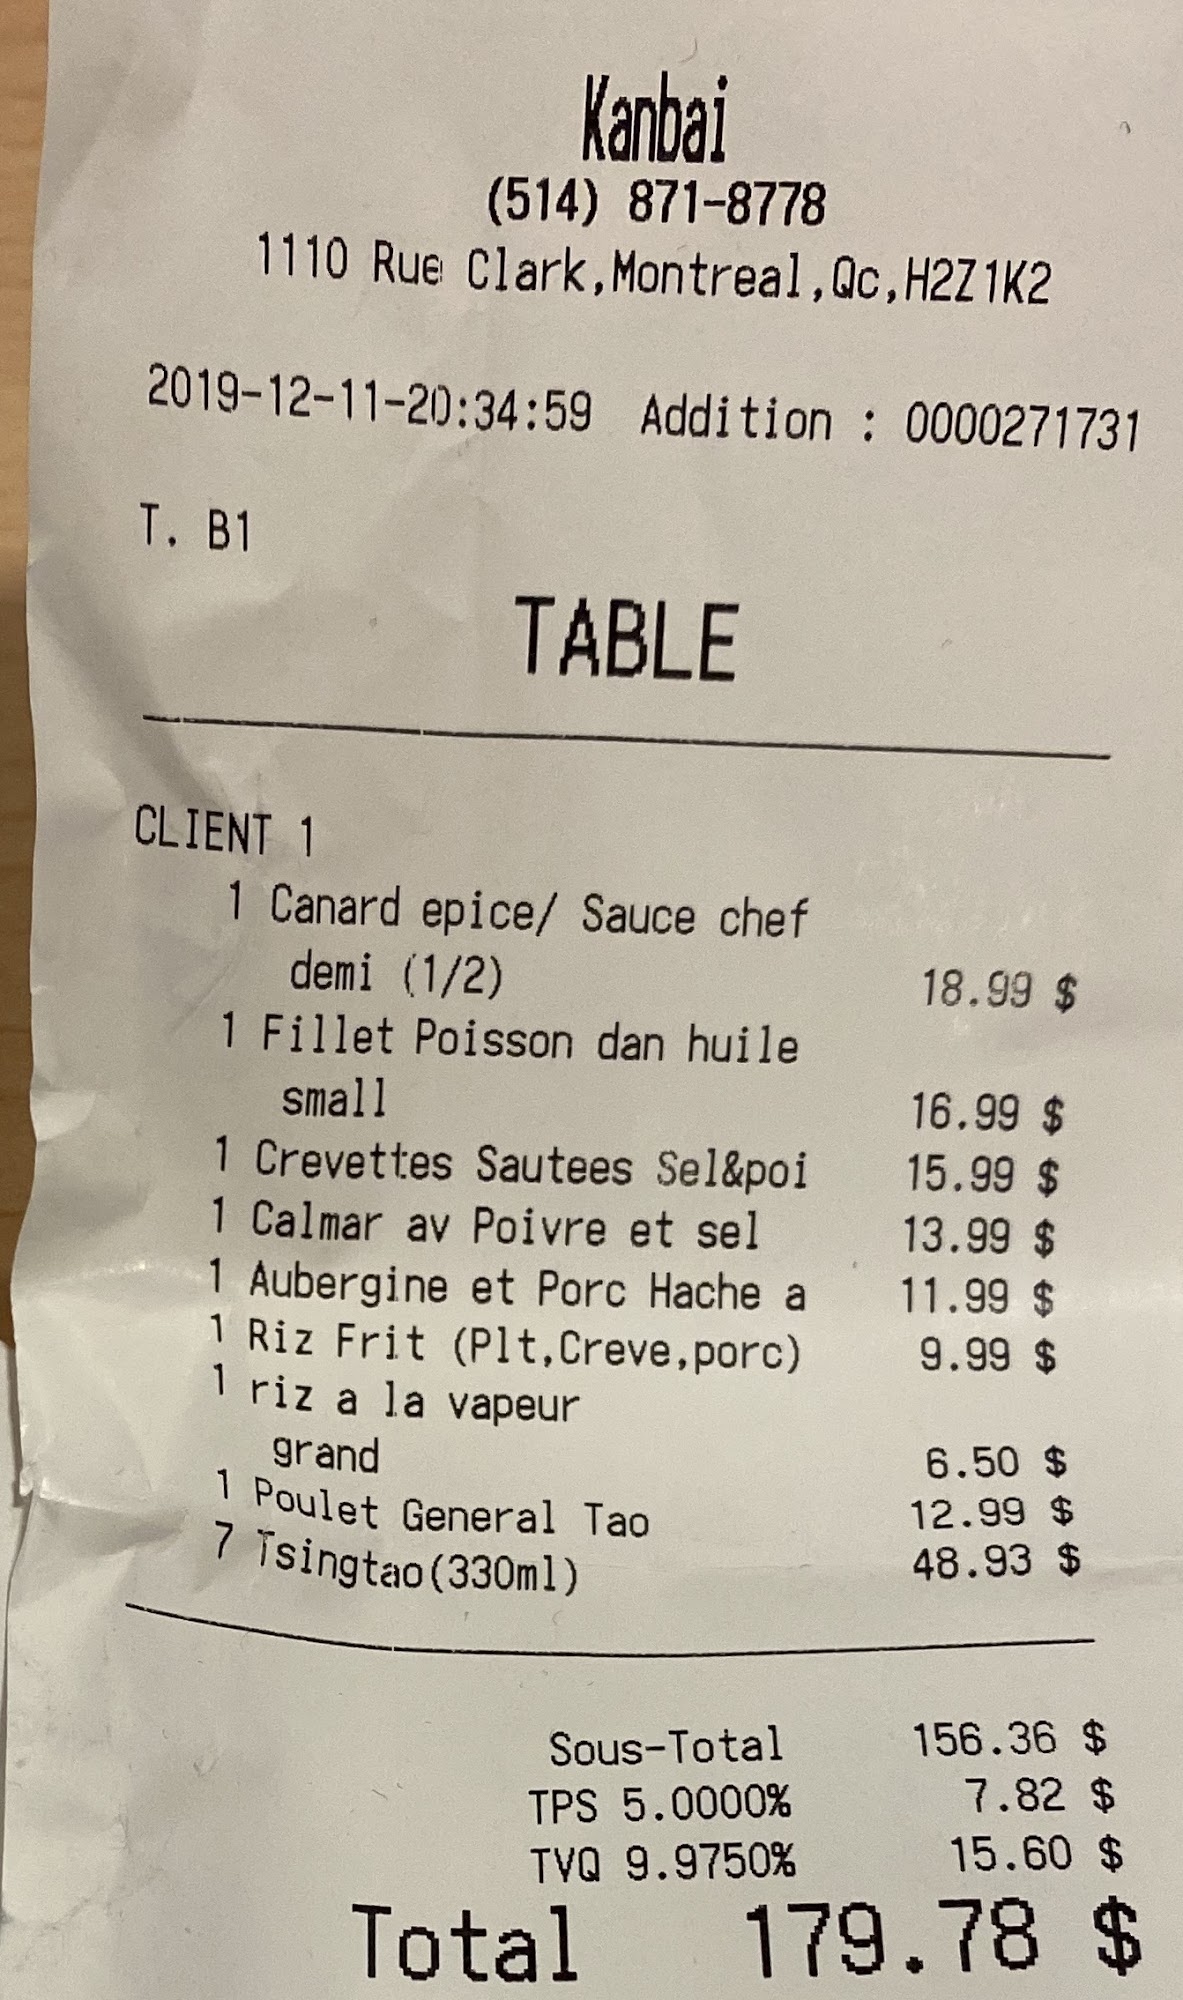 Kanbai
(514) 871-8778
1110 Rue Clark,Montreal,Qc,H2Z1K2
2019-12-11-20:34:59 Addition : 0000271731
T. B1
TABLE
CLIENT 1
1 Canard epice/ Sauce chef
demi (1/2) 18.99 $
1 Fillet Poisson dan huile
small 16.99 $
1 Crevettes Sautees Sel&poi 15.99 $
1 Calmar av Poivre et sel 13.99 $
1 Aubergine et Porc Hache a 11.99 $
1 Riz Frit (Plt,Creve,porc) 9.99 $
1 riz a la vapeur
grand 6.50 $
1 Poulet General Tao 12.99 $
7 Tsingtao(330ml) 48.93 $
Sous-Total 156.36 $
TPS 5.0000% 7.82 $
TVQ 9.9750% 15.60 $
Total 179.78 $